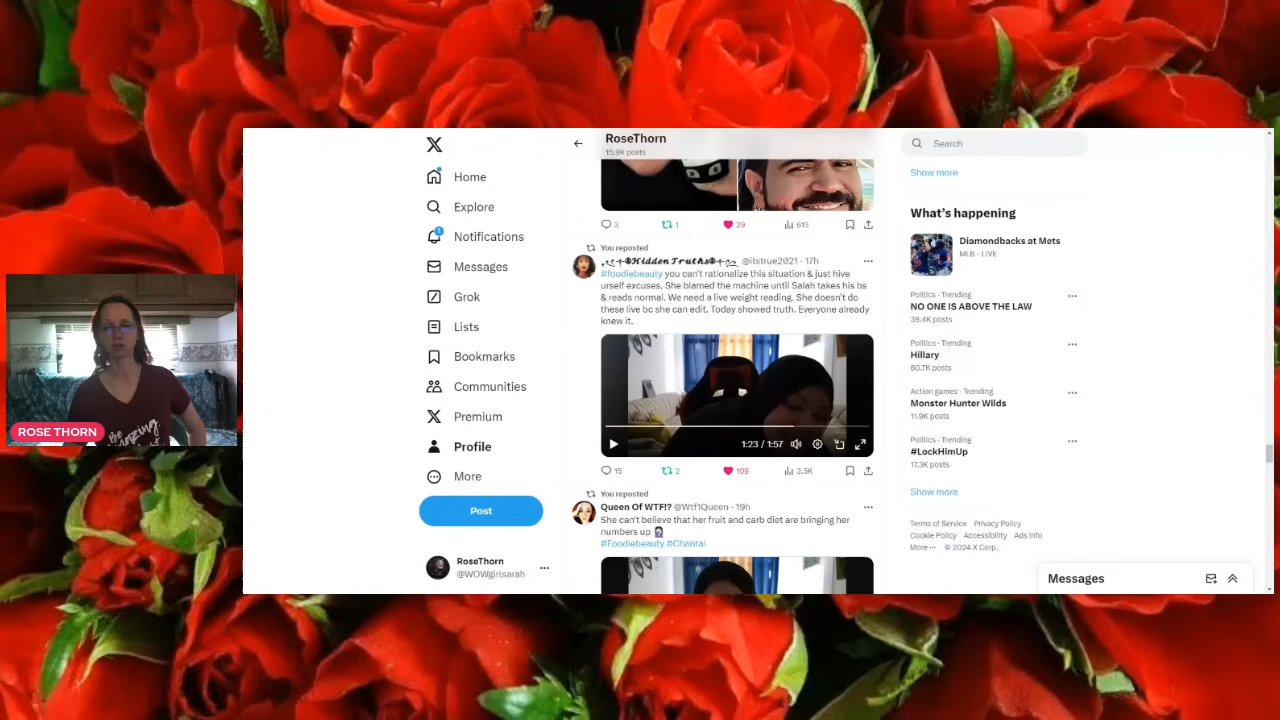 RoseThorn
15.9K posts
Search
Home
Explore
Notifications
Messages
Grok
Lists
Bookmarks
Communities
Premium
Profile
More
Post
RoseThorn
@WOWgirlsarah
3
1
29
613
You reposted
Hidden Truths @itstrue2021 · 17h
#foodiebeauty you can't rationalize this situation & just hive
urself excuses. She blamed the machine until Salah takes his bs
& reads normal. We need a live weight reading. She doesn't do
these live bc she can edit. Today showed truth. Everyone already
knew it.
1:23 / 1:57
15
2
109
3.5K
You reposted
Queen Of WTF!? @Wtf1Queen · 19h
She can't believe that her fruit and carb diet are bringing her
numbers up
#Foodiebeauty #Chantal
Show more
What's happening
Diamondbacks at Mets
MLB · LIVE
Politics · Trending
NO ONE IS ABOVE THE LAW
39.4K posts
Politics · Trending
Hillary
80.7K posts
Action games · Trending
Monster Hunter Wilds
11.9K posts
Politics · Trending
#LockHimUp
17.3K posts
Show more
Terms of Service Privacy Policy
Cookie Policy Accessibility Ads Info
More ··· © 2024 X Corp.
Messages
ROSE THORN
Be
amazing